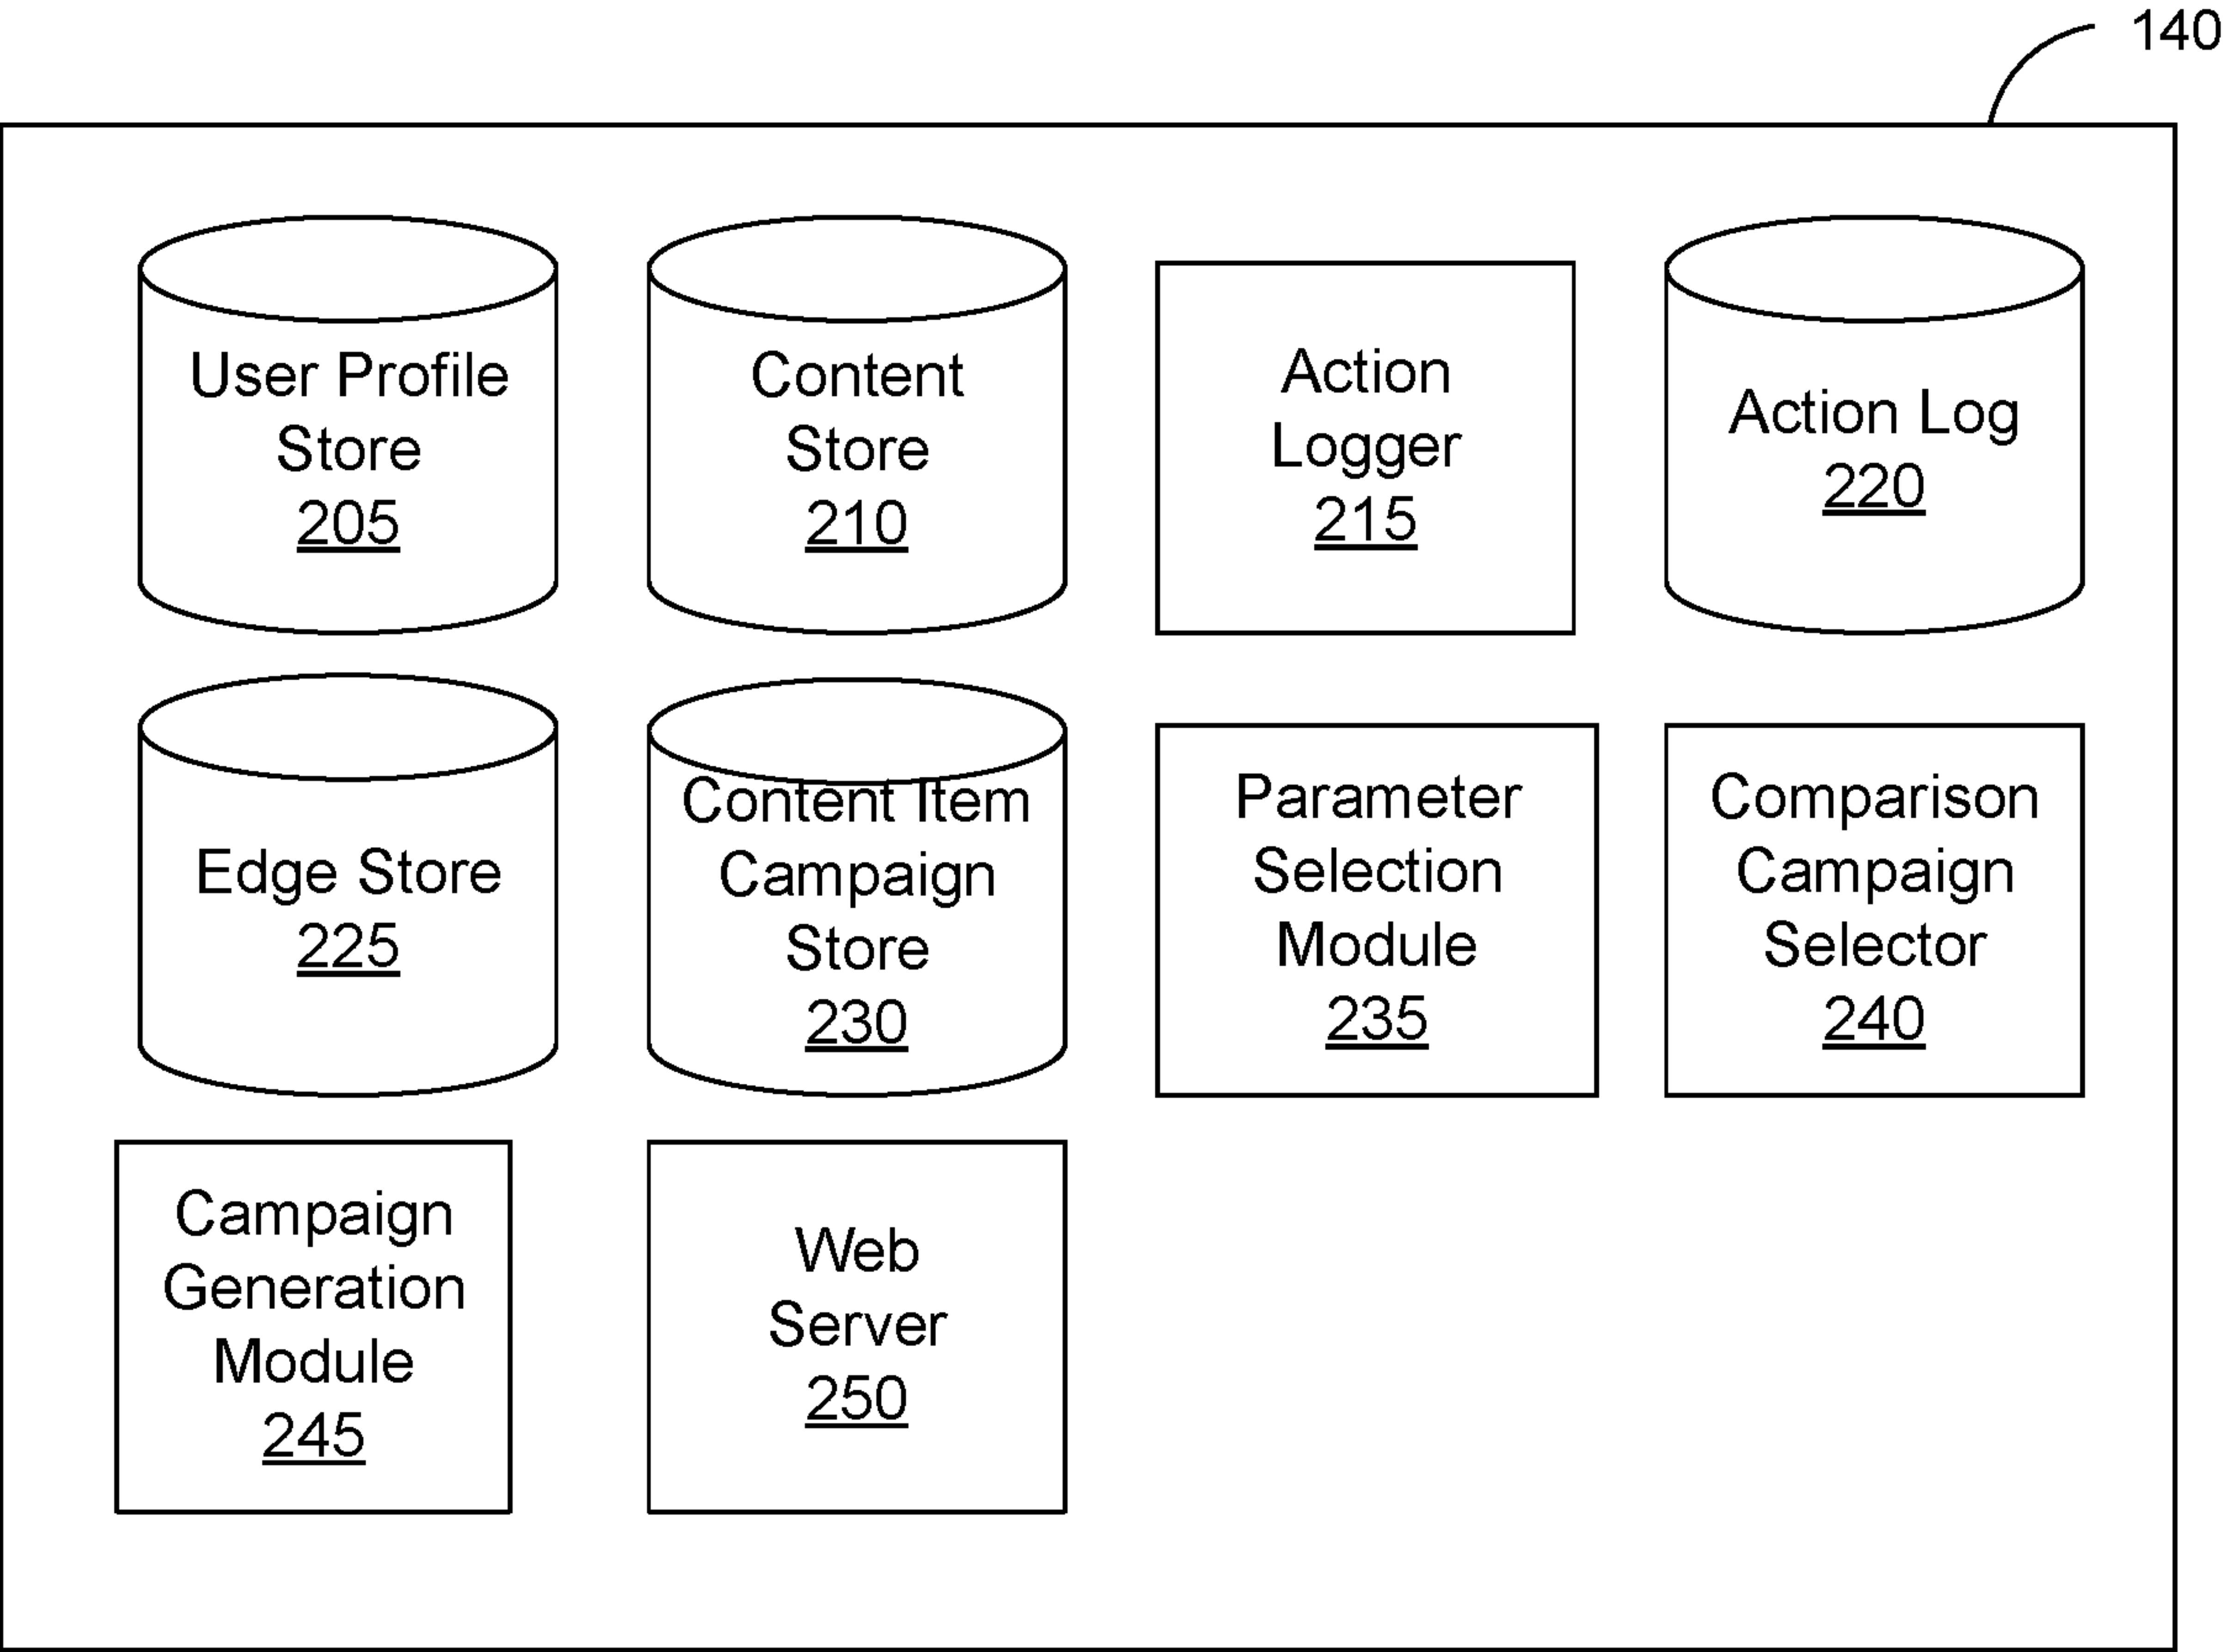 140
User Profile
Store
205
Content
Store
210
Action
Logger
215
Action Log
220
Edge Store
225
Content Item
Campaign
Store
230
Parameter
Selection
Module
235
Comparison
Campaign
Selector
240
Campaign
Generation
Module
245
Web
Server
250